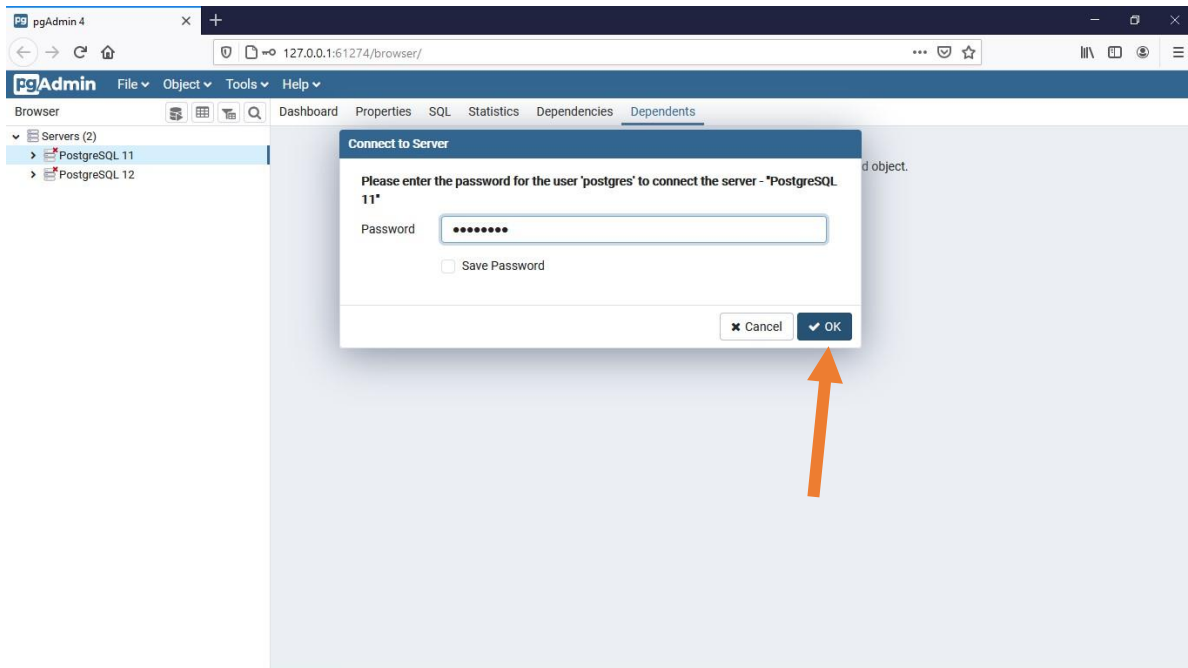 pgAdmin 4
127.0.0.1:61274/browser/
pgAdmin File Object Tools Help
Browser Dashboard Properties SQL Statistics Dependencies Dependents
Servers (2)
PostgreSQL 11
PostgreSQL 12
d object.
Connect to Server
Please enter the password for the user 'postgres' to connect the server - "PostgreSQL
11"
Password ••••••••
Save Password
Cancel OK